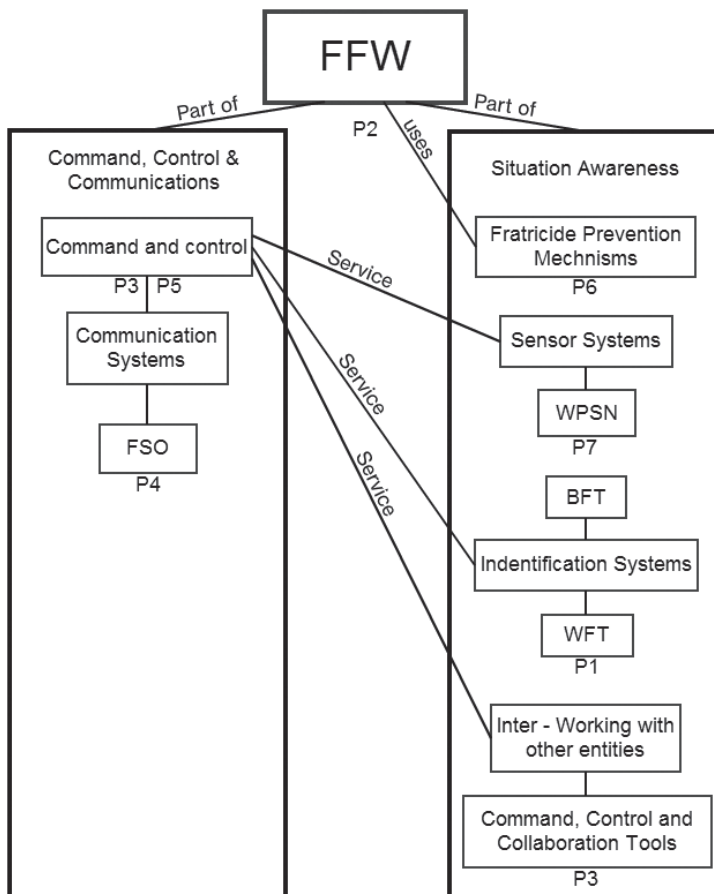 FFW
Part of
Part of
P2
uses
Command, Control &
Communications
Command and control
P3 P5
Communication
Systems
FSO
P4
Service
Service
Service
Situation Awareness
Fratricide Prevention
Mechnisms
P6
Sensor Systems
WPSN
P7
BFT
Indentification Systems
WFT
P1
Inter - Working with
other entities
Command, Control and
Collaboration Tools
P3